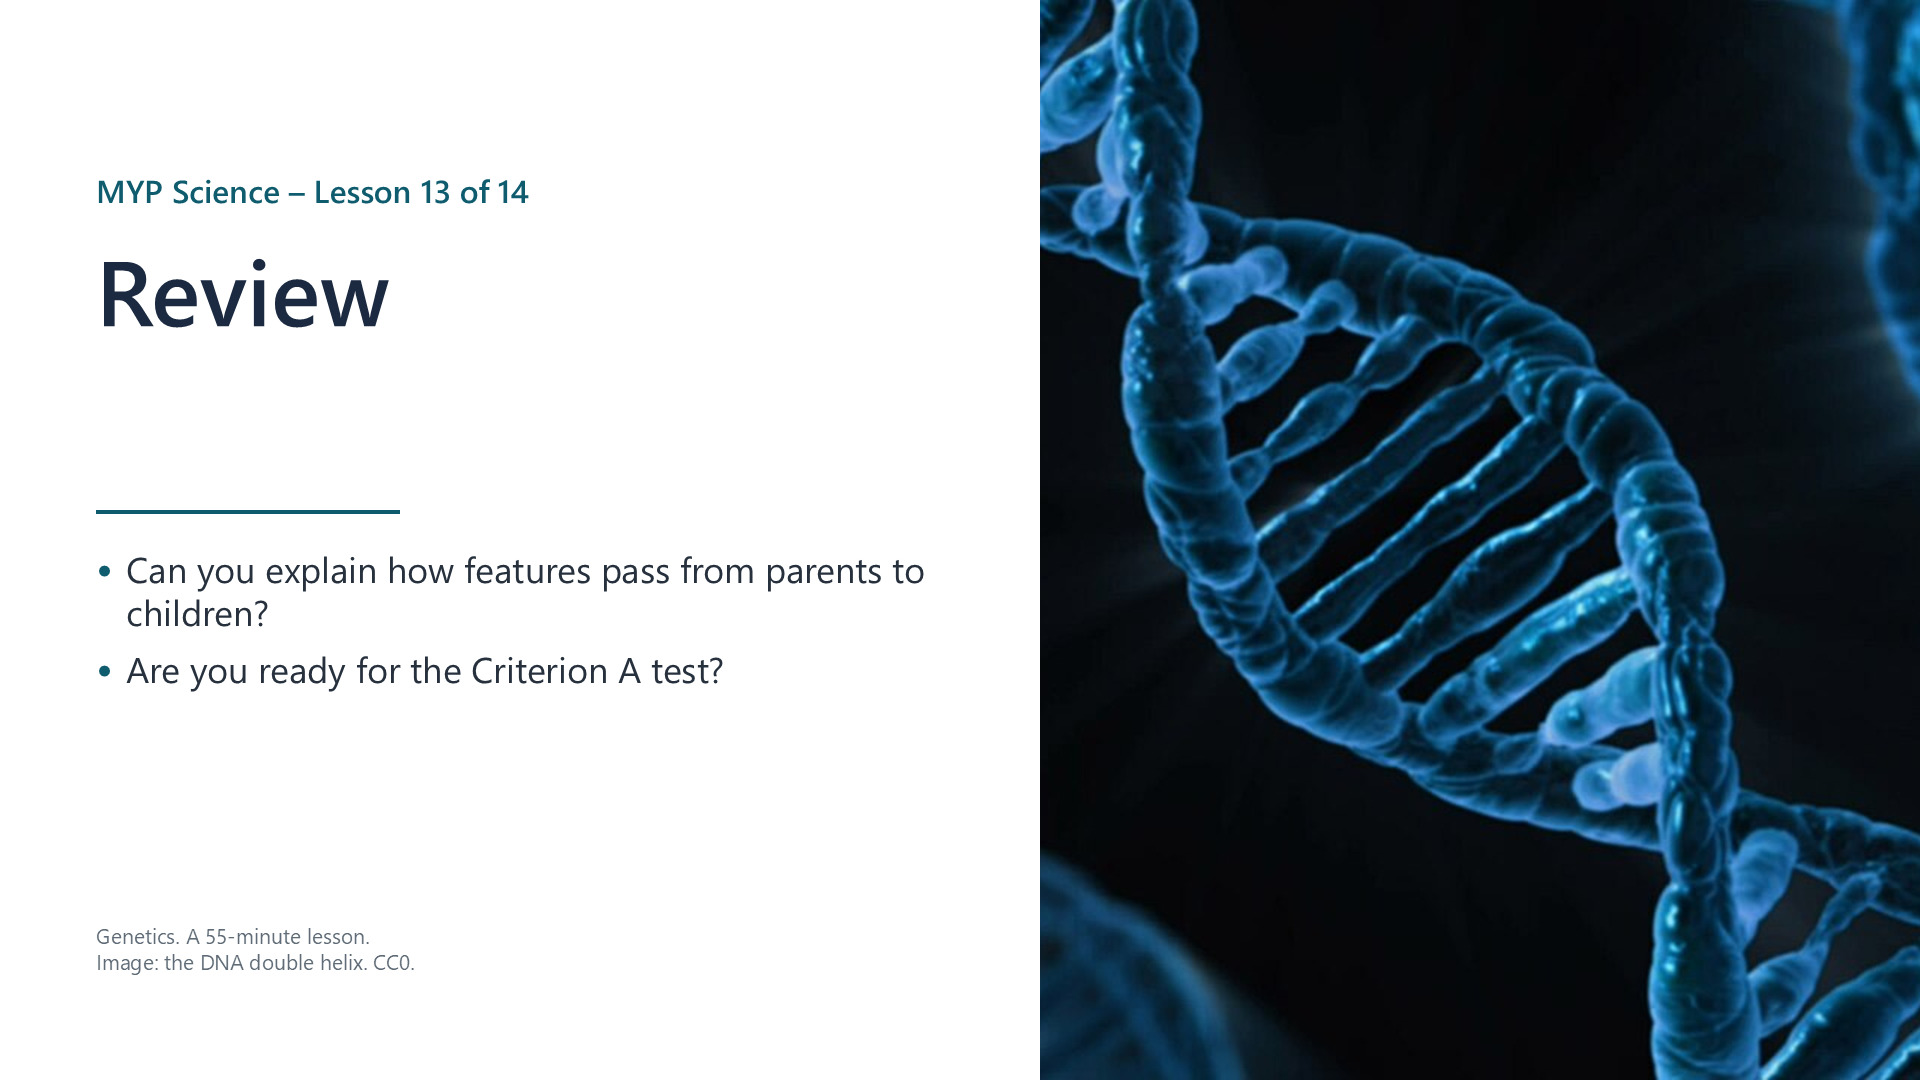 MYP Science – Lesson 13 of 14
Review
• Can you explain how features pass from parents to
children?
• Are you ready for the Criterion A test?
Genetics. A 55-minute lesson.
Image: the DNA double helix. CC0.